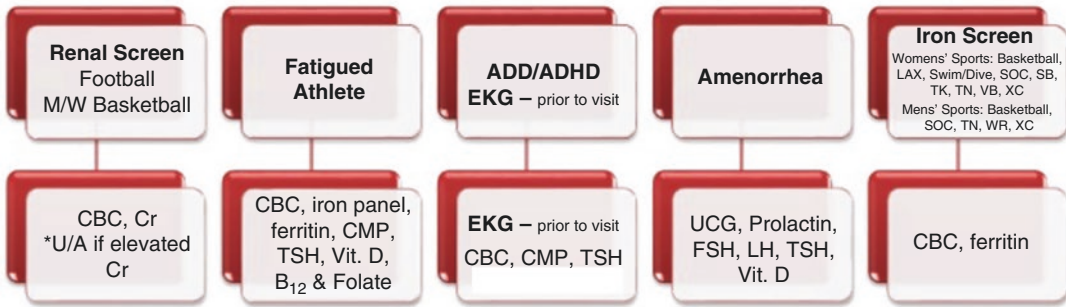 Renal Screen
Football
M/W Basketball
Fatigued
Athlete
ADD/ADHD
EKG – prior to visit
Amenorrhea
Iron Screen
Womens' Sports: Basketball,
LAX, Swim/Dive, SOC, SB,
TK, TN, VB, XC
Mens' Sports: Basketball,
SOC, TN, WR, XC
CBC, Cr
*U/A if elevated
Cr
CBC, iron panel,
ferritin, CMP,
TSH, Vit. D,
B₁₂ & Folate
EKG – prior to visit
CBC, CMP, TSH
UCG, Prolactin,
FSH, LH, TSH,
Vit. D
CBC, ferritin